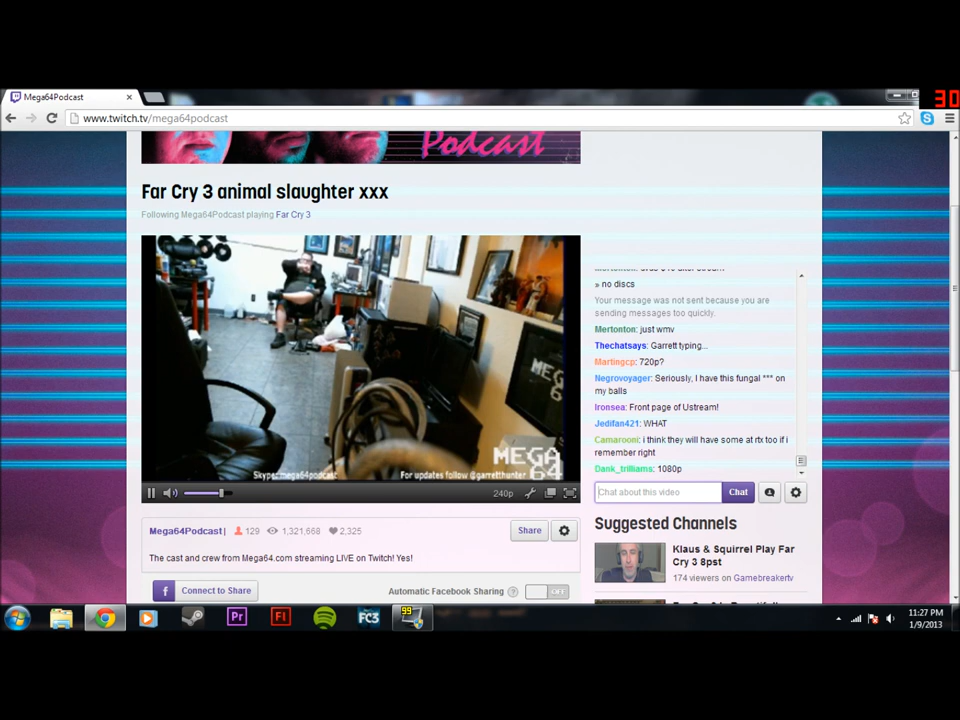 Mega64Podcast
30
www.twitch.tv/mega64podcast
Podcast
Far Cry 3 animal slaughter xxx
Following Mega64Podcast playing Far Cry 3
MEGA
64
Skype:mega64podcast
For updates follow @garretthunter
240p
» no discs
Your message was not sent because you are
sending messages too quickly.
Mertonton: just wmv
Thechatsays: Garrett typing...
Martingcp: 720p?
Negrovoyager: Seriously, I have this fungal *** on
my balls
Ironsea: Front page of Ustream!
Jedifan421: WHAT
Camarooni: i think they will have some at rtx too if i
remember right
Dank_trilliams: 1080p
Chat about this video
Chat
Mega64Podcast|
129
1,321,668
2,325
Share
The cast and crew from Mega64.com streaming LIVE on Twitch! Yes!
f
Connect to Share
Automatic Facebook Sharing
?
OFF
Suggested Channels
Klaus & Squirrel Play Far
Cry 3 8pst
174 viewers on Gamebreakertv
Pr
Fl
FC3
99
11:27 PM
1/9/2013